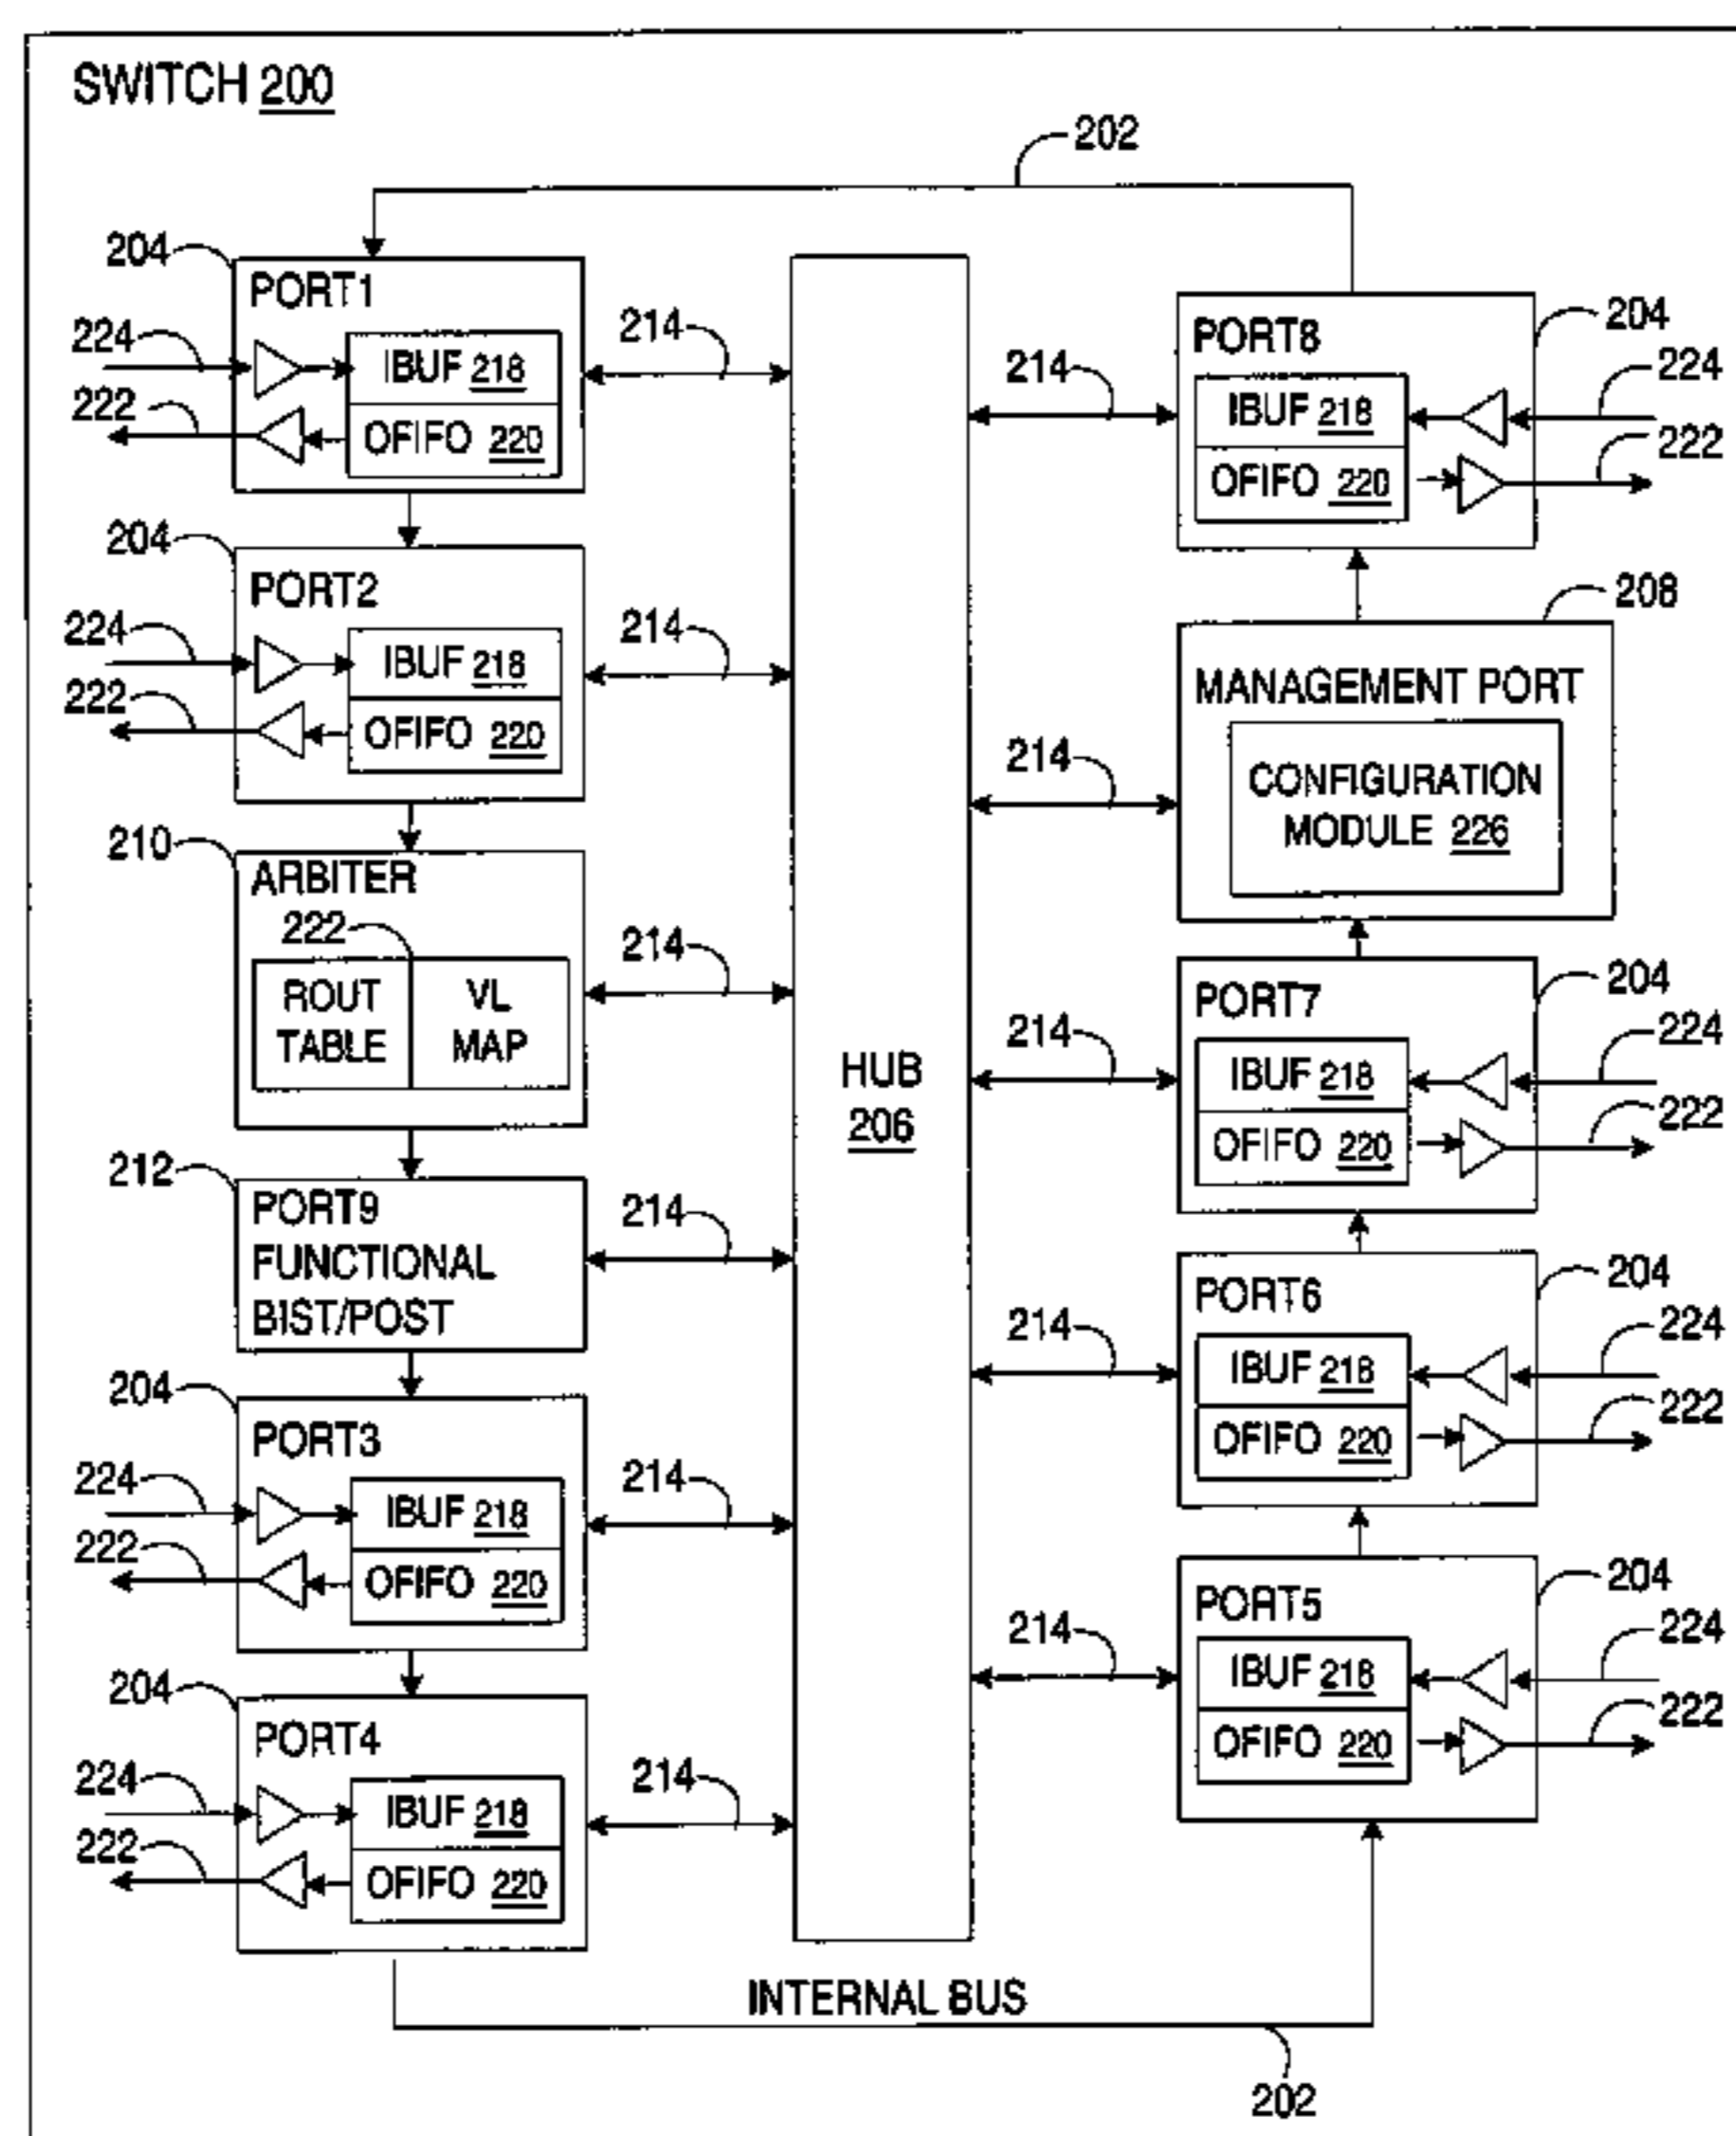 SWITCH 200
202
204
PORT1
224
IBUF 218
222
OFIFO 220
214
204
PORT2
224
IBUF 218
222
OFIFO 220
214
210
ARBITER
222
ROUT
TABLE
VL
MAP
214
212
PORT9
FUNCTIONAL
BIST/POST
214
204
PORT3
224
IBUF 218
222
OFIFO 220
214
204
PORT4
224
IBUF 218
222
OFIFO 220
214
HUB
206
204
PORT8
214
IBUF 218
224
OFIFO 220
222
208
MANAGEMENT PORT
214
CONFIGURATION
MODULE 226
204
PORT7
214
IBUF 218
224
OFIFO 220
222
204
PORT6
214
IBUF 218
224
OFIFO 220
222
204
PORT5
214
IBUF 218
224
OFIFO 220
222
INTERNAL BUS
202